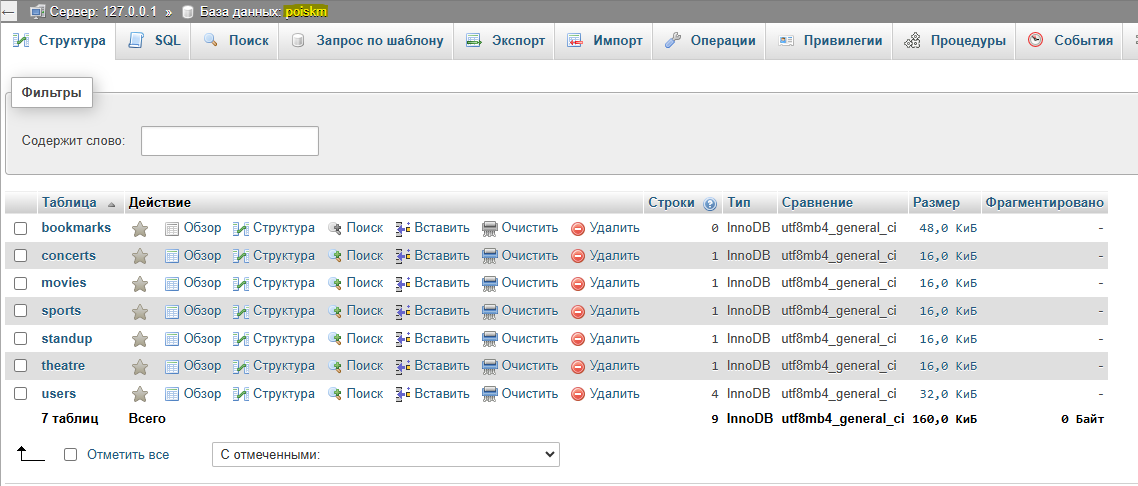 ← Сервер: 127.0.0.1 » База данных: poiskm
Структура SQL Поиск Запрос по шаблону Экспорт Импорт Операции Привилегии Процедуры События
Фильтры
Содержит слово:
Таблица Действие Строки Тип Сравнение Размер Фрагментировано
bookmarks Обзор Структура Поиск Вставить Очистить Удалить 0 InnoDB utf8mb4_general_ci 48,0 КиБ -
concerts Обзор Структура Поиск Вставить Очистить Удалить 1 InnoDB utf8mb4_general_ci 16,0 КиБ -
movies Обзор Структура Поиск Вставить Очистить Удалить 1 InnoDB utf8mb4_general_ci 16,0 КиБ -
sports Обзор Структура Поиск Вставить Очистить Удалить 1 InnoDB utf8mb4_general_ci 16,0 КиБ -
standup Обзор Структура Поиск Вставить Очистить Удалить 1 InnoDB utf8mb4_general_ci 16,0 КиБ -
theatre Обзор Структура Поиск Вставить Очистить Удалить 1 InnoDB utf8mb4_general_ci 16,0 КиБ -
users Обзор Структура Поиск Вставить Очистить Удалить 4 InnoDB utf8mb4_general_ci 32,0 КиБ -
7 таблиц Всего 9 InnoDB utf8mb4_general_ci 160,0 КиБ 0 Байт
Отметить все С отмеченными: